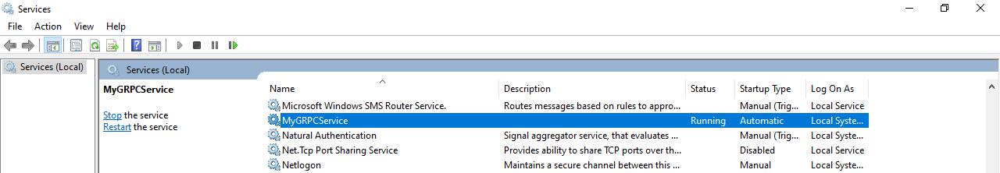 Services
File Action View Help
Services (Local)
Services (Local)
MyGRPCService
Stop the service
Restart the service
Name Description Status Startup Type Log On As
Microsoft Windows SMS Router Service. Routes messages based on rules to appro... Manual (Trig... Local Service
MyGRPCService Running Automatic Local Syste...
Natural Authentication Signal aggregator service, that evaluates ... Manual (Trig... Local Syste...
Net.Tcp Port Sharing Service Provides ability to share TCP ports over th... Disabled Local Service
Netlogon Maintains a secure channel between this ... Manual Local Syste...